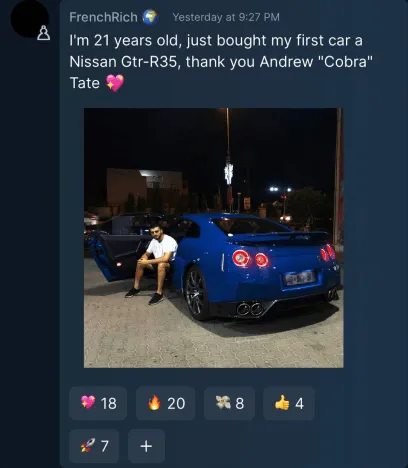 FrenchRich 🌍 Yesterday at 9:27 PM
I'm 21 years old, just bought my first car a
Nissan Gtr-R35, thank you Andrew "Cobra"
Tate 💖
💖 18 🔥 20 💸 8 👍 4
🚀 7 +